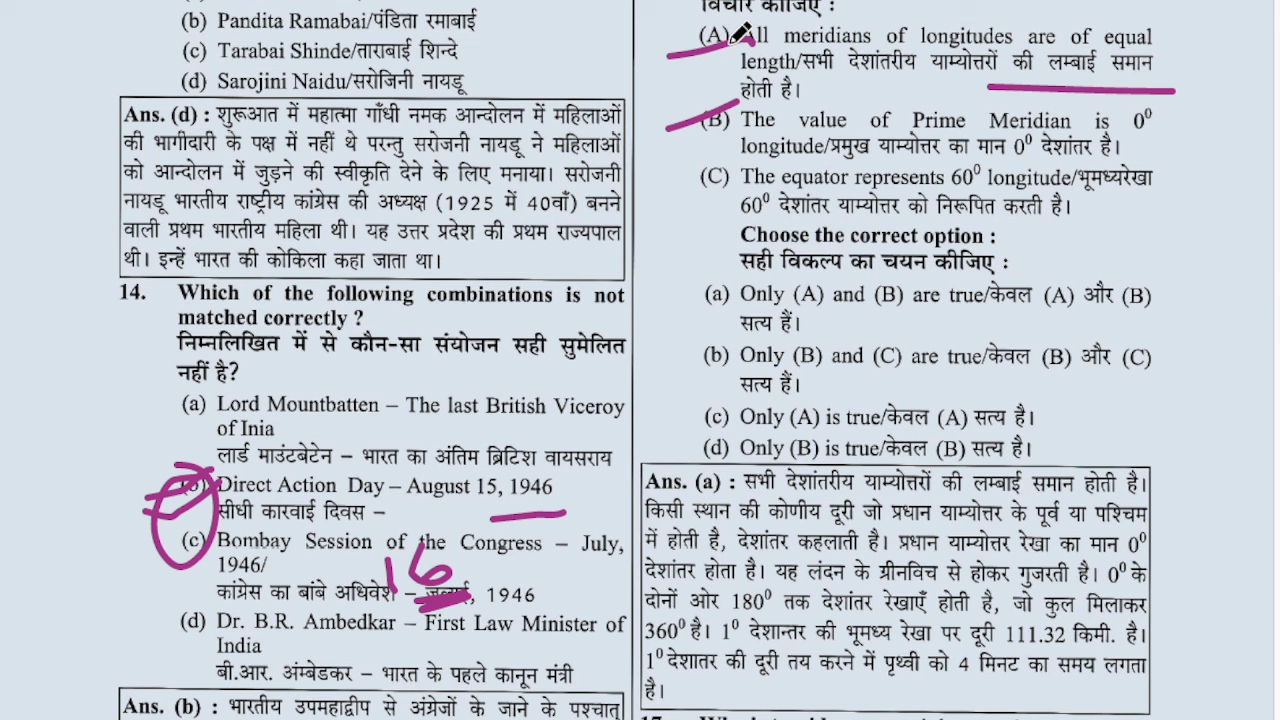 (b) Pandita Ramabai/पंडिता रमाबाई
(c) Tarabai Shinde/ताराबाई शिन्दे
(d) Sarojini Naidu/सरोजिनी नायडू
Ans. (d) : शुरूआत में महात्मा गाँधी नमक आन्दोलन में महिलाओं
की भागीदारी के पक्ष में नहीं थे परन्तु सरोजनी नायडू ने महिलाओं
को आन्दोलन में जुड़ने की स्वीकृति देने के लिए मनाया। सरोजनी
नायडू भारतीय राष्ट्रीय कांग्रेस की अध्यक्ष (1925 में 40वाँ) बनने
वाली प्रथम भारतीय महिला थी। यह उत्तर प्रदेश की प्रथम राज्यपाल
थी। इन्हें भारत की कोकिला कहा जाता था।
14. Which of the following combinations is not
matched correctly ?
निम्नलिखित में से कौन-सा संयोजन सही सुमेलित
नहीं है?
(a) Lord Mountbatten – The last British Viceroy
of Inia
लार्ड माउंटबेटेन – भारत का अंतिम ब्रिटिश वायसराय
(b) Direct Action Day – August 15, 1946
सीधी कारवाई दिवस –
(c) Bombay Session of the Congress – July,
1946/
16
कांग्रेस का बांबे अधिवेश – जुलाई, 1946
(d) Dr. B.R. Ambedkar – First Law Minister of
India
बी.आर. अंम्बेडकर – भारत के पहले कानून मंत्री
Ans. (b) : भारतीय उपमहाद्वीप से अंग्रेजों के जाने के पश्चात्
विचार कीजिए :
(A) All meridians of longitudes are of equal
length/सभी देशांतरीय याम्योत्तरों की लम्बाई समान
होती है।
(B) The value of Prime Meridian is 0⁰
longitude/प्रमुख याम्योत्तर का मान 0⁰ देशांतर है।
(C) The equator represents 60⁰ longitude/भूमध्यरेखा
60⁰ देशांतर याम्योत्तर को निरूपित करती है।
Choose the correct option :
सही विकल्प का चयन कीजिए :
(a) Only (A) and (B) are true/केवल (A) और (B)
सत्य हैं।
(b) Only (B) and (C) are true/केवल (B) और (C)
सत्य हैं।
(c) Only (A) is true/केवल (A) सत्य है।
(d) Only (B) is true/केवल (B) सत्य है।
Ans. (a) : सभी देशांतरीय याम्योत्तरों की लम्बाई समान होती है।
किसी स्थान की कोणीय दूरी जो प्रधान याम्योत्तर के पूर्व या पश्चिम
में होती है, देशांतर कहलाती है। प्रधान याम्योत्तर रेखा का मान 0⁰
देशांतर होता है। यह लंदन के ग्रीनविच से होकर गुजरती है। 0⁰ के
दोनों ओर 180⁰ तक देशांतर रेखाएँ होती है, जो कुल मिलाकर
360⁰ है। 1⁰ देशान्तर की भूमध्य रेखा पर दूरी 111.32 किमी. है।
1⁰ देशातर की दूरी तय करने में पृथ्वी को 4 मिनट का समय लगता
है।